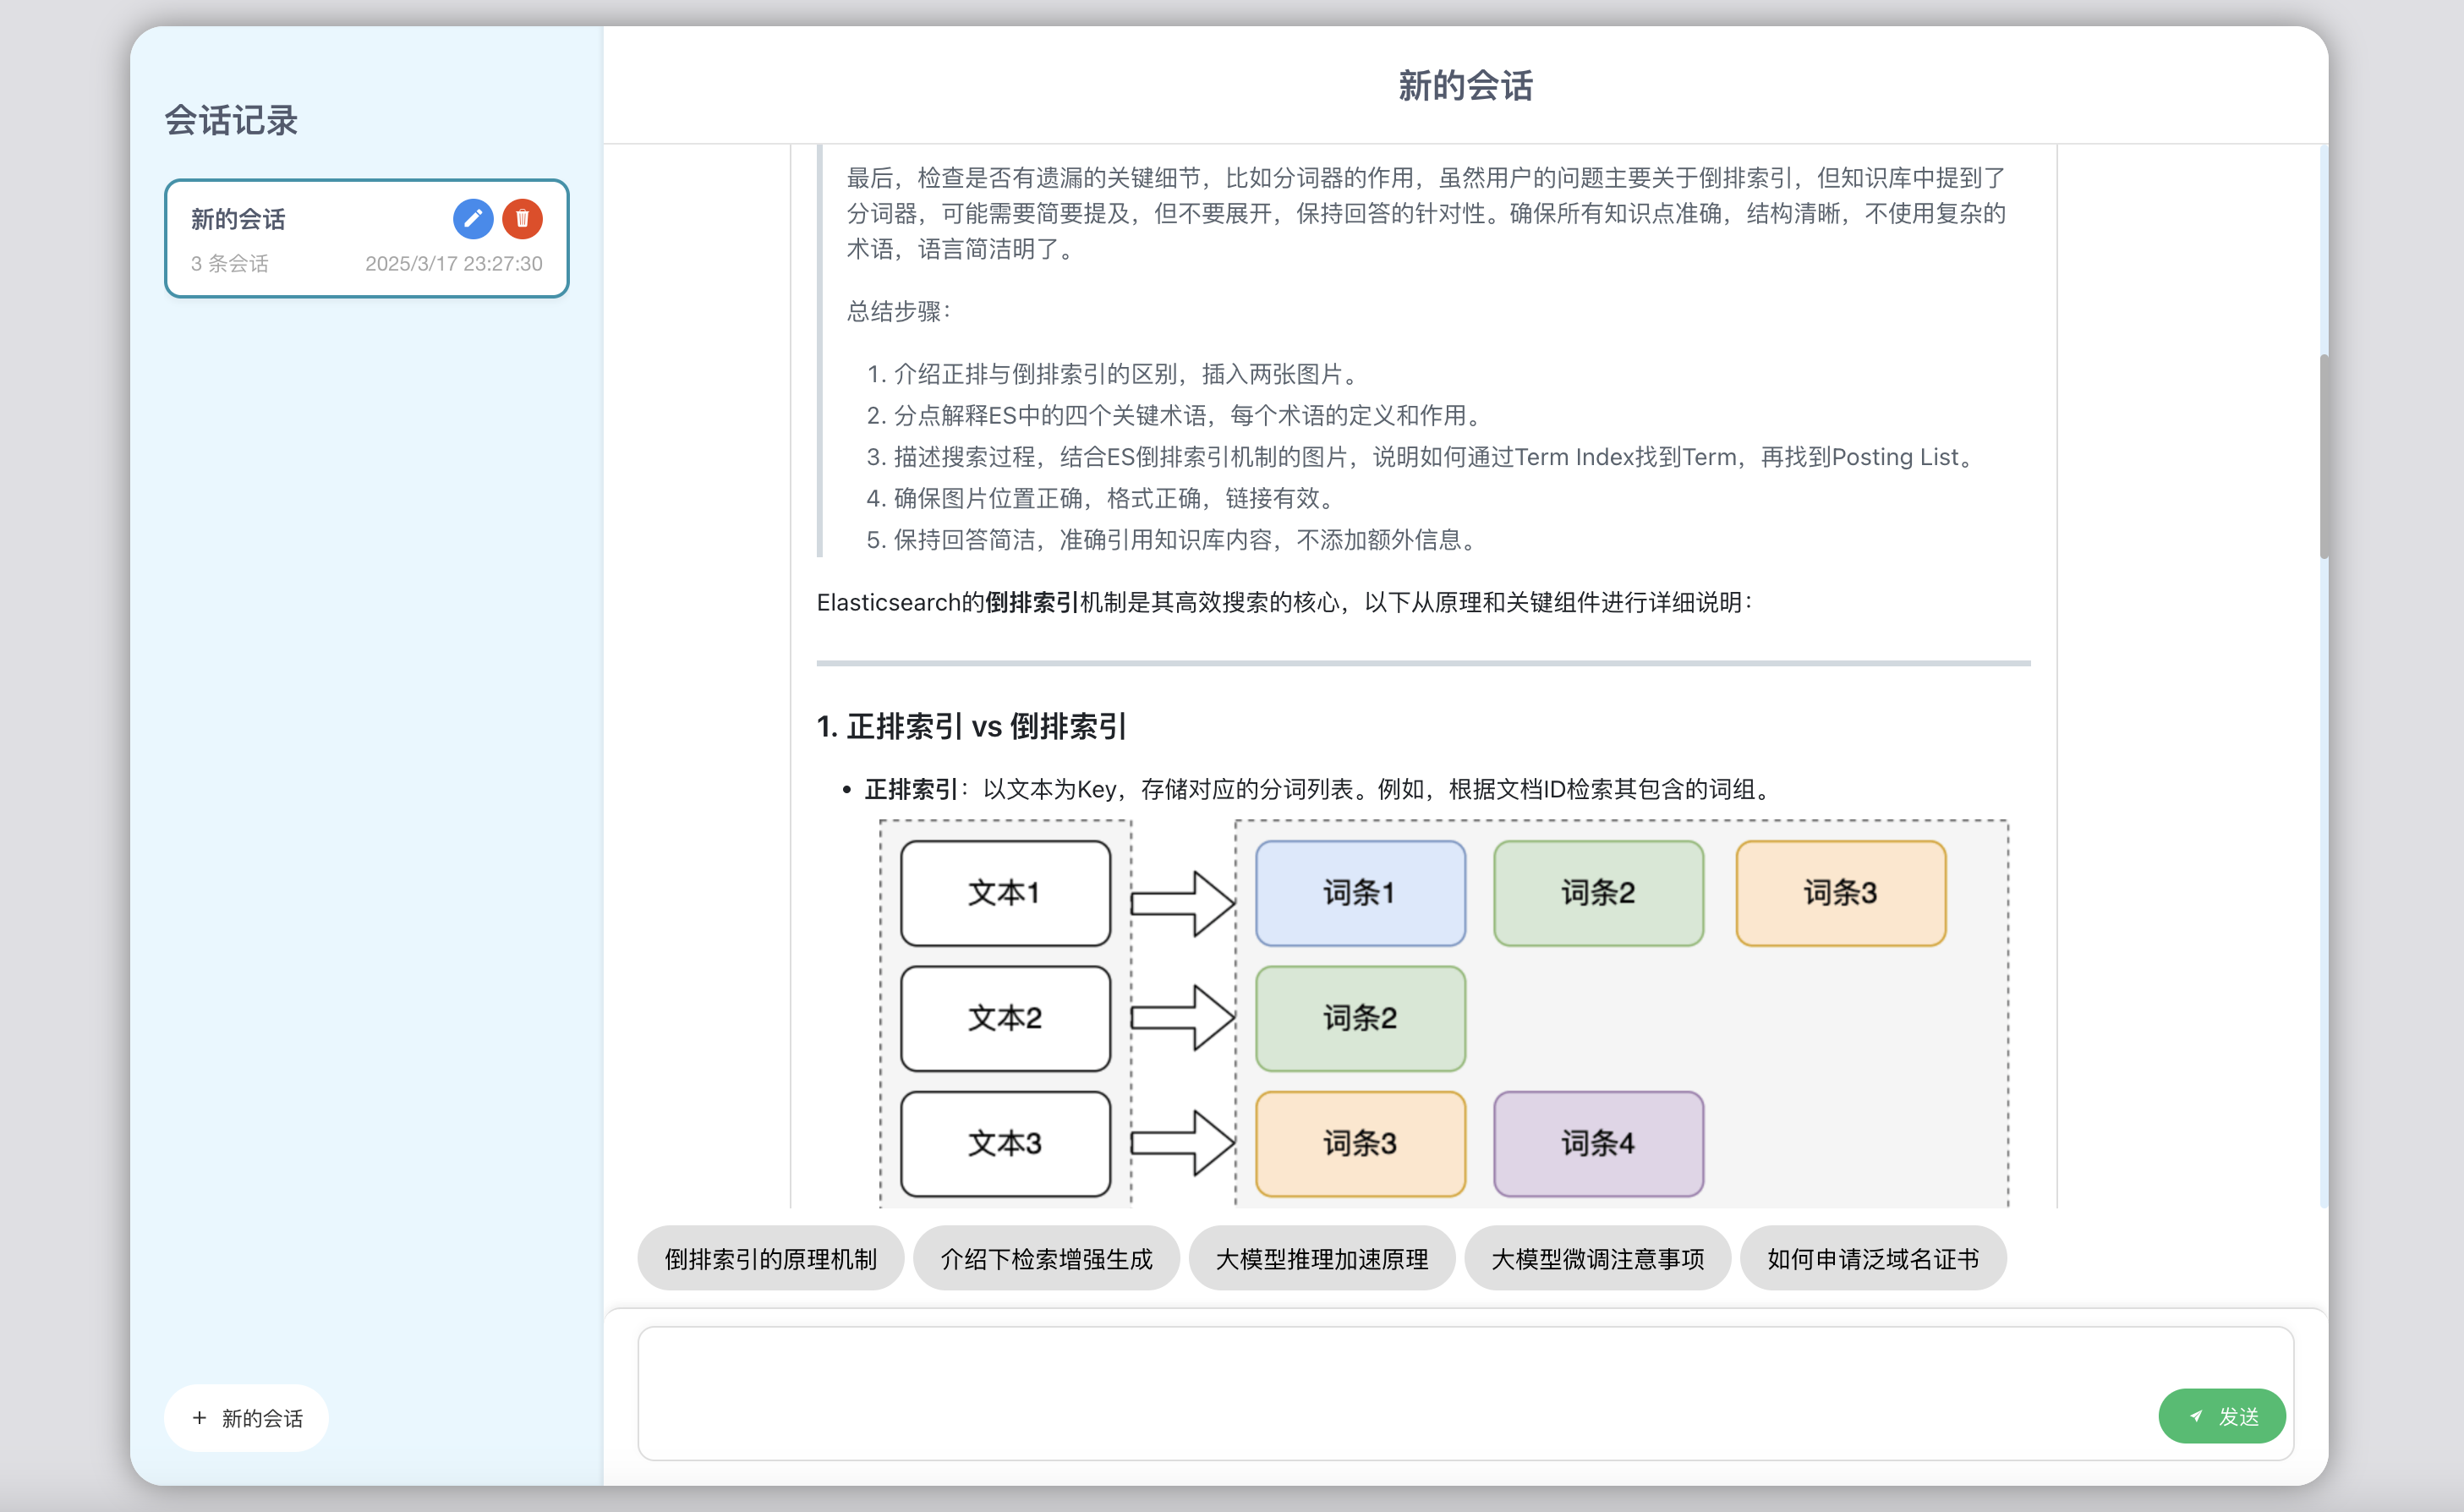 会话记录
新的会话
3 条会话 2025/3/17 23:27:30
+ 新的会话
新的会话
最后，检查是否有遗漏的关键细节，比如分词器的作用，虽然用户的问题主要关于倒排索引，但知识库中提到了
分词器，可能需要简要提及，但不要展开，保持回答的针对性。确保所有知识点准确，结构清晰，不使用复杂的
术语，语言简洁明了。
总结步骤：
1. 介绍正排与倒排索引的区别，插入两张图片。
2. 分点解释ES中的四个关键术语，每个术语的定义和作用。
3. 描述搜索过程，结合ES倒排索引机制的图片，说明如何通过Term Index找到Term，再找到Posting List。
4. 确保图片位置正确，格式正确，链接有效。
5. 保持回答简洁，准确引用知识库内容，不添加额外信息。
Elasticsearch的倒排索引机制是其高效搜索的核心，以下从原理和关键组件进行详细说明：
1. 正排索引 vs 倒排索引
• 正排索引：以文本为Key，存储对应的分词列表。例如，根据文档ID检索其包含的词组。
文本1 词条1 词条2 词条3
文本2 词条2
文本3 词条3 词条4
倒排索引的原理机制 介绍下检索增强生成 大模型推理加速原理 大模型微调注意事项 如何申请泛域名证书
发送